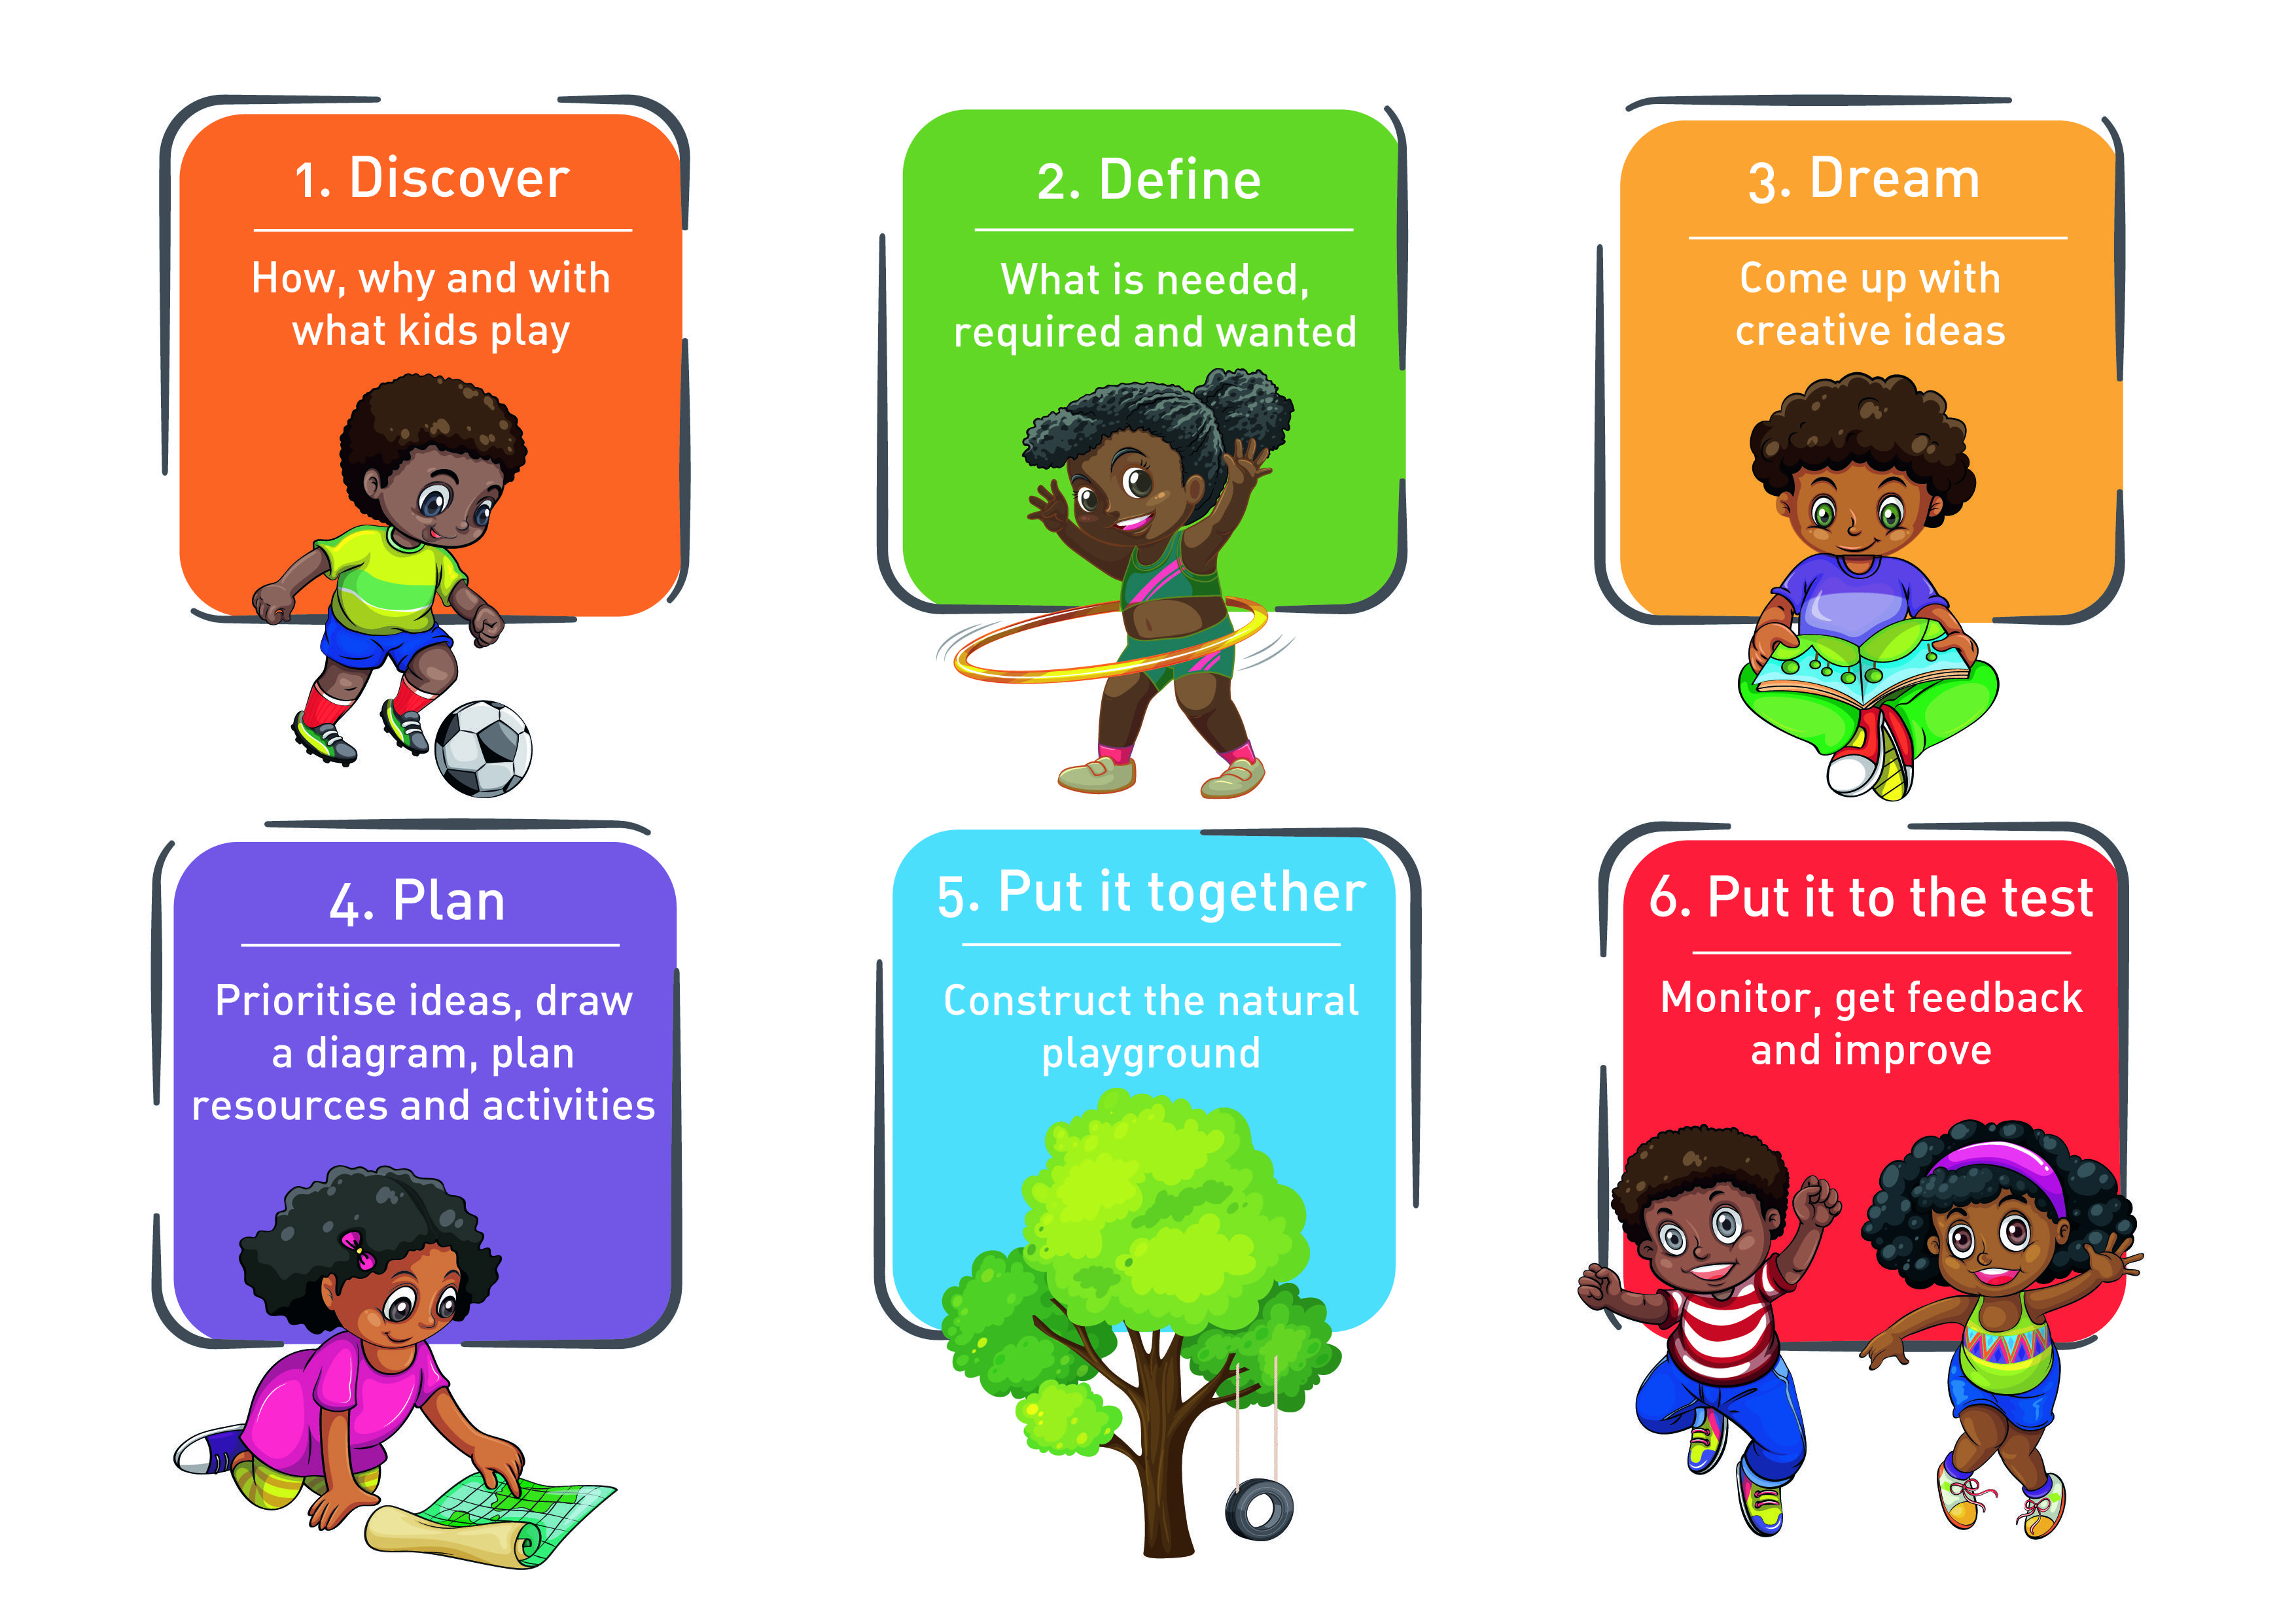 1. Discover
How, why and with
what kids play
2. Define
What is needed,
required and wanted
3. Dream
Come up with
creative ideas
4. Plan
Prioritise ideas, draw
a diagram, plan
resources and activities
5. Put it together
Construct the natural
playground
6. Put it to the test
Monitor, get feedback
and improve